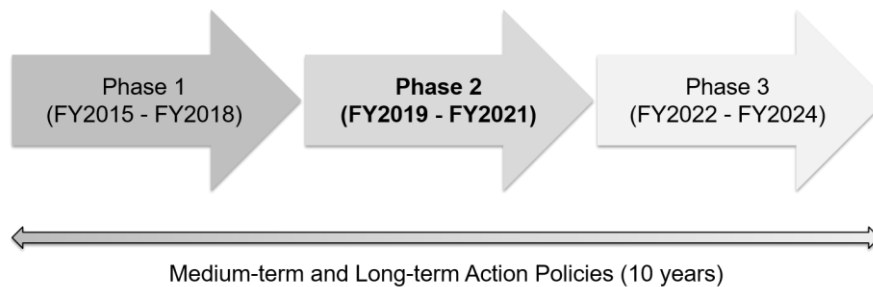 Phase 1
(FY2015 - FY2018)
Phase 2
(FY2019 - FY2021)
Phase 3
(FY2022 - FY2024)
Medium-term and Long-term Action Policies (10 years)